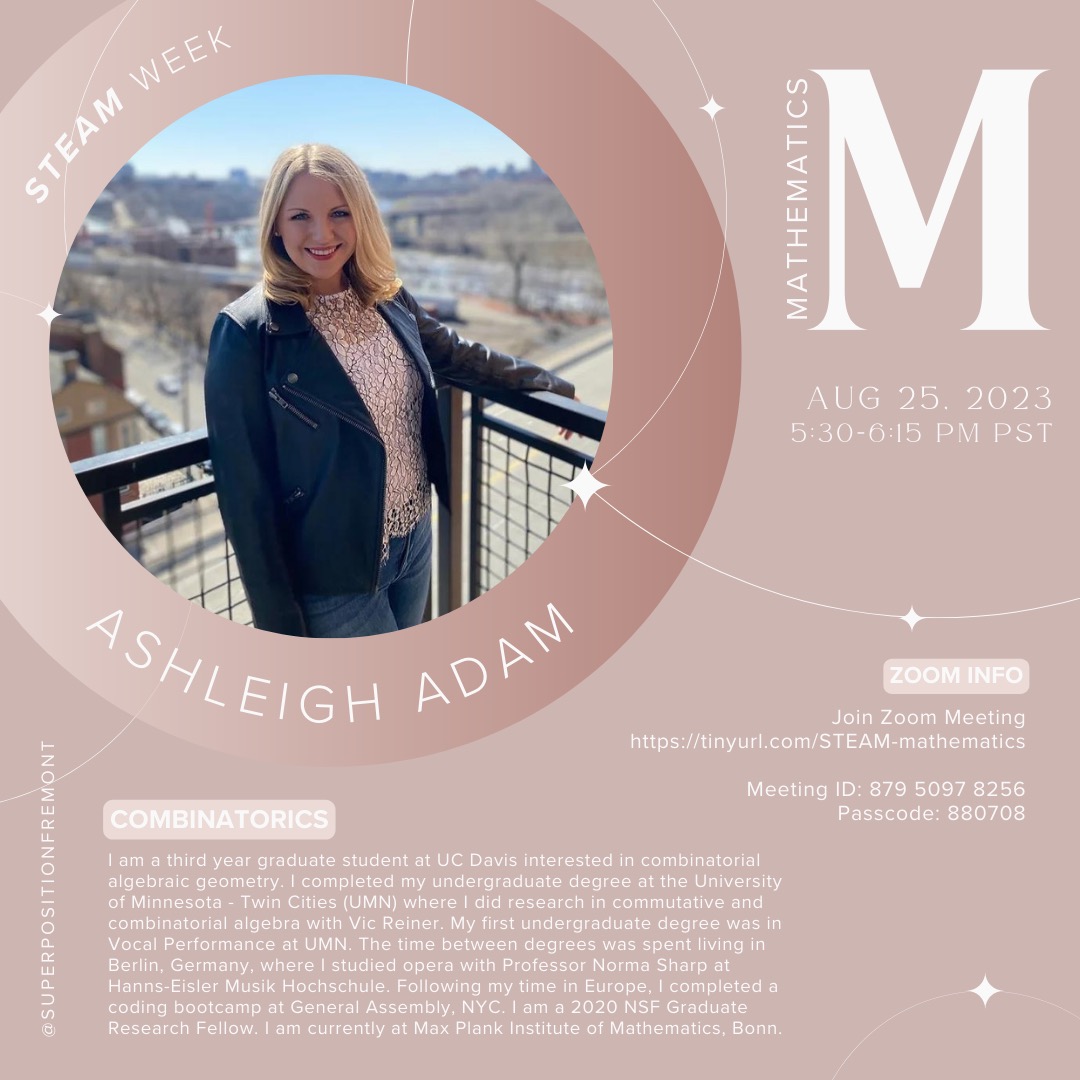 STEAM WEEK
MATHEMATICS
M
AUG 25, 2023
5:30-6:15 PM PST
ASHLEIGH ADAM
ZOOM INFO
Join Zoom Meeting
https://tinyurl.com/STEAM-mathematics
Meeting ID: 879 5097 8256
Passcode: 880708
@SUPERPOSITIONFREMONT
COMBINATORICS
I am a third year graduate student at UC Davis interested in combinatorial
algebraic geometry. I completed my undergraduate degree at the University
of Minnesota - Twin Cities (UMN) where I did research in commutative and
combinatorial algebra with Vic Reiner. My first undergraduate degree was in
Vocal Performance at UMN. The time between degrees was spent living in
Berlin, Germany, where I studied opera with Professor Norma Sharp at
Hanns-Eisler Musik Hochschule. Following my time in Europe, I completed a
coding bootcamp at General Assembly, NYC. I am a 2020 NSF Graduate
Research Fellow. I am currently at Max Plank Institute of Mathematics, Bonn.